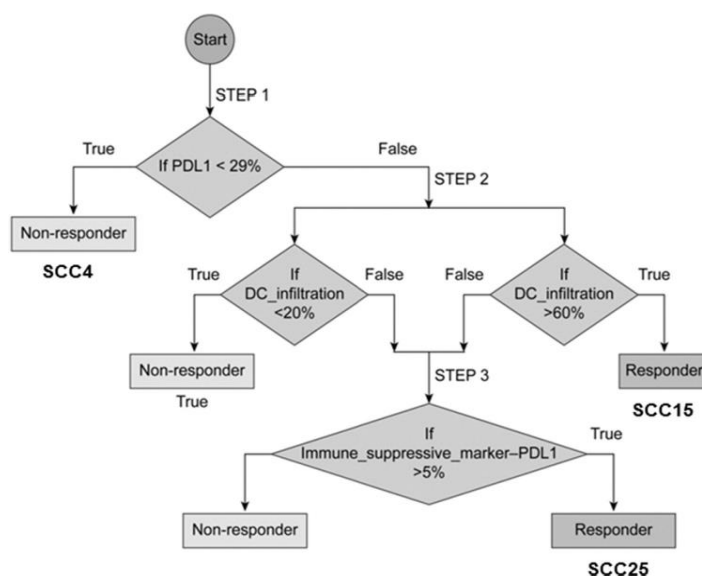 Start
STEP 1
True
If PDL1 < 29%
False
STEP 2
Non-responder
SCC4
True
If
DC_infiltration
<20%
False
False
If
DC_infiltration
>60%
True
Non-responder
True
STEP 3
Responder
SCC15
If
Immune_suppressive_marker–PDL1
>5%
True
Non-responder
Responder
SCC25